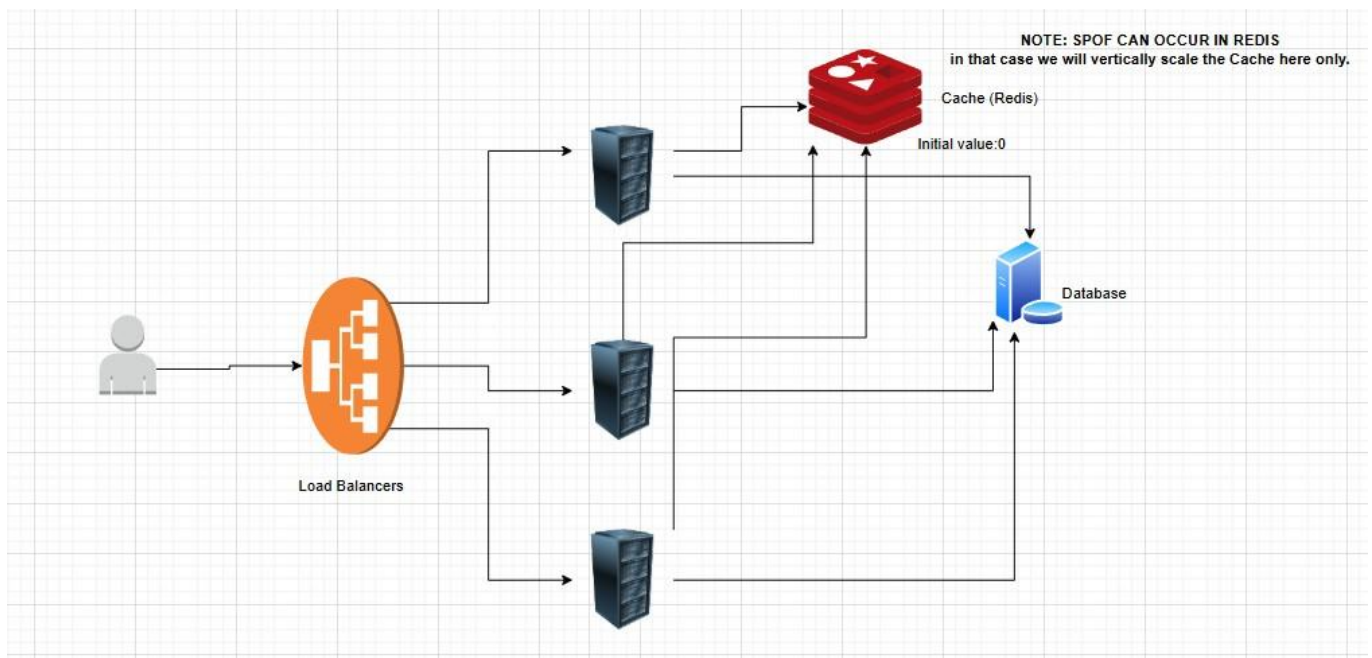 NOTE: SPOF CAN OCCUR IN REDIS
in that case we will vertically scale the Cache here only.
Cache (Redis)
Initial value:0
Database
Load Balancers